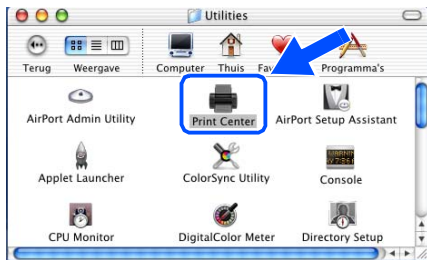 Utilities
Terug Weergave Computer Thuis Fav Programma's
AirPort Admin Utility Print Center AirPort Setup Assistant
Applet Launcher ColorSync Utility Console
CPU Monitor DigitalColor Meter Directory Setup